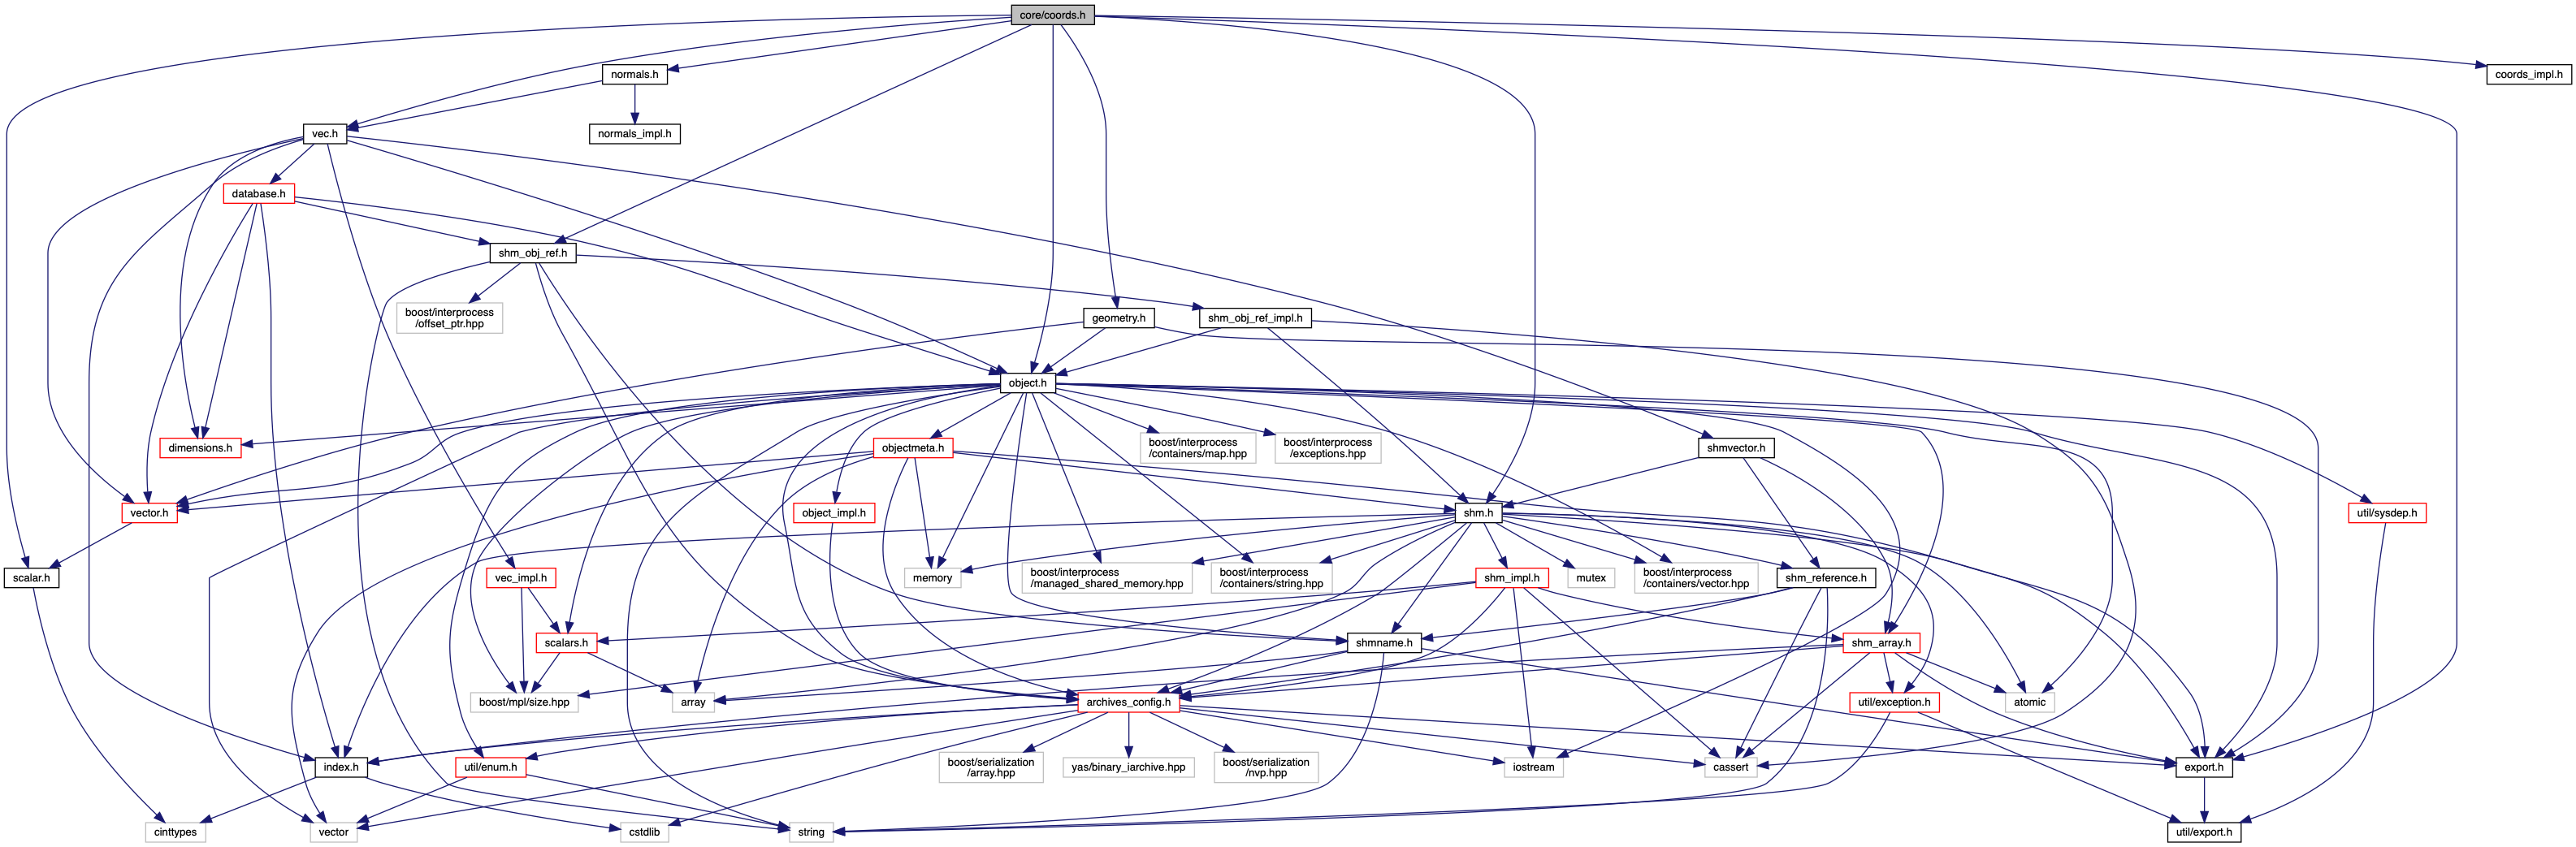 core/coords.h
normals.h
coords_impl.h
vec.h
normals_impl.h
database.h
shm_obj_ref.h
boost/interprocess
/offset_ptr.hpp
geometry.h
shm_obj_ref_impl.h
object.h
dimensions.h
objectmeta.h
boost/interprocess
/containers/map.hpp
boost/interprocess
/exceptions.hpp
shmvector.h
vector.h
object_impl.h
shm.h
util/sysdep.h
scalar.h
vec_impl.h
memory
boost/interprocess
/managed_shared_memory.hpp
boost/interprocess
/containers/string.hpp
shm_impl.h
mutex
boost/interprocess
/containers/vector.hpp
shm_reference.h
scalars.h
shmname.h
shm_array.h
boost/mpl/size.hpp
array
archives_config.h
util/exception.h
atomic
index.h
util/enum.h
boost/serialization
/array.hpp
yas/binary_iarchive.hpp
boost/serialization
/nvp.hpp
iostream
cassert
export.h
cinttypes
vector
cstdlib
string
util/export.h